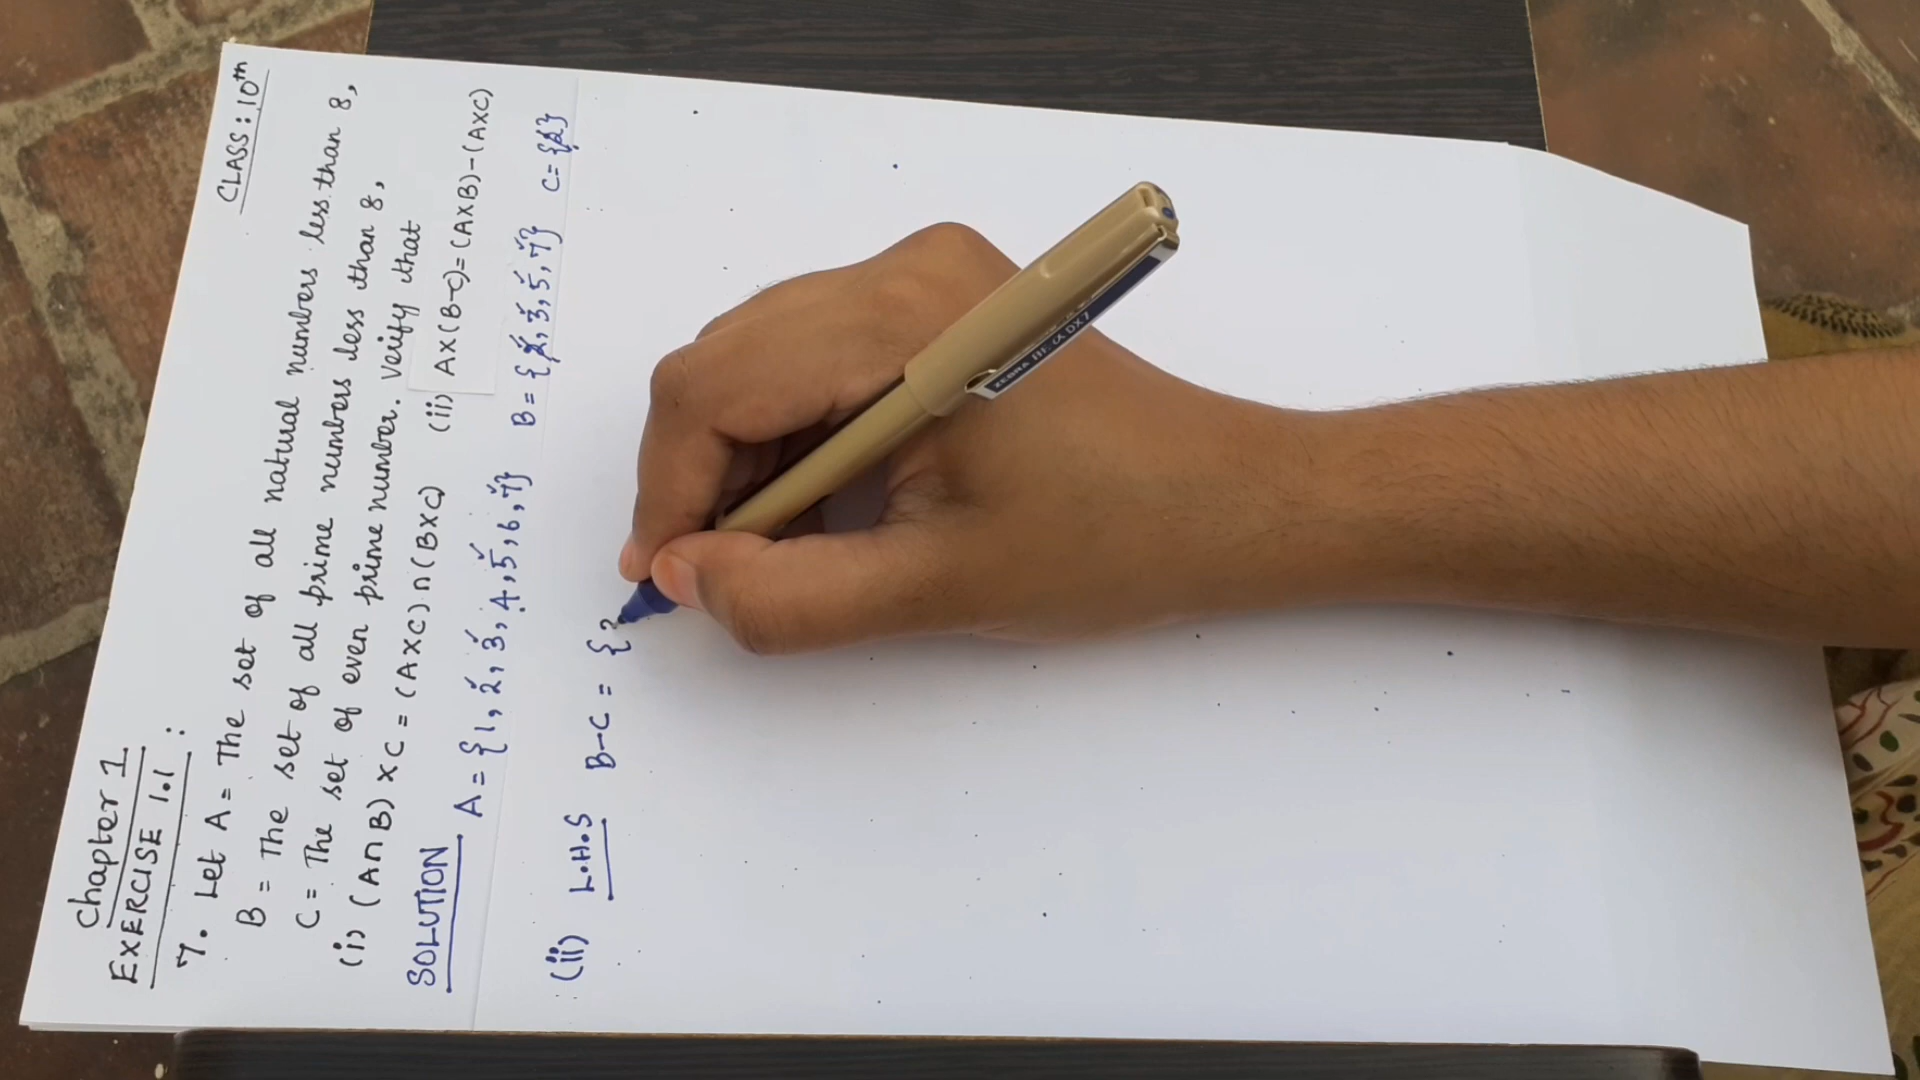 CLASS: 10th
Chapter 1
EXERCISE 1.1
7. Let A = The set of all natural numbers less than 8,
B = The set of all prime numbers less than 8,
C = The set of even prime number. Verify that
(i) (A∩B)×C = (A×C)∩(B×C) (ii) A×(B-C)=(A×B)-(A×C)
SOLUTION :
A = {1, 2, 3, 4, 5, 6, 7} B = {2, 3, 5, 7} C = {2}
(ii) L.H.S B-C = {
ZEBRA DX7